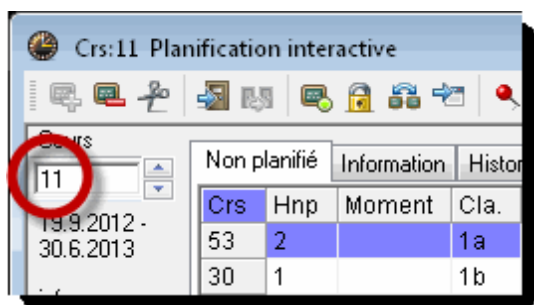 Crs:11 Planification interactive
Cours
11
19.9.2012 -
30.6.2013
Non planifié Information Histor
Crs Hnp Moment Cla.
53 2 1a
30 1 1b